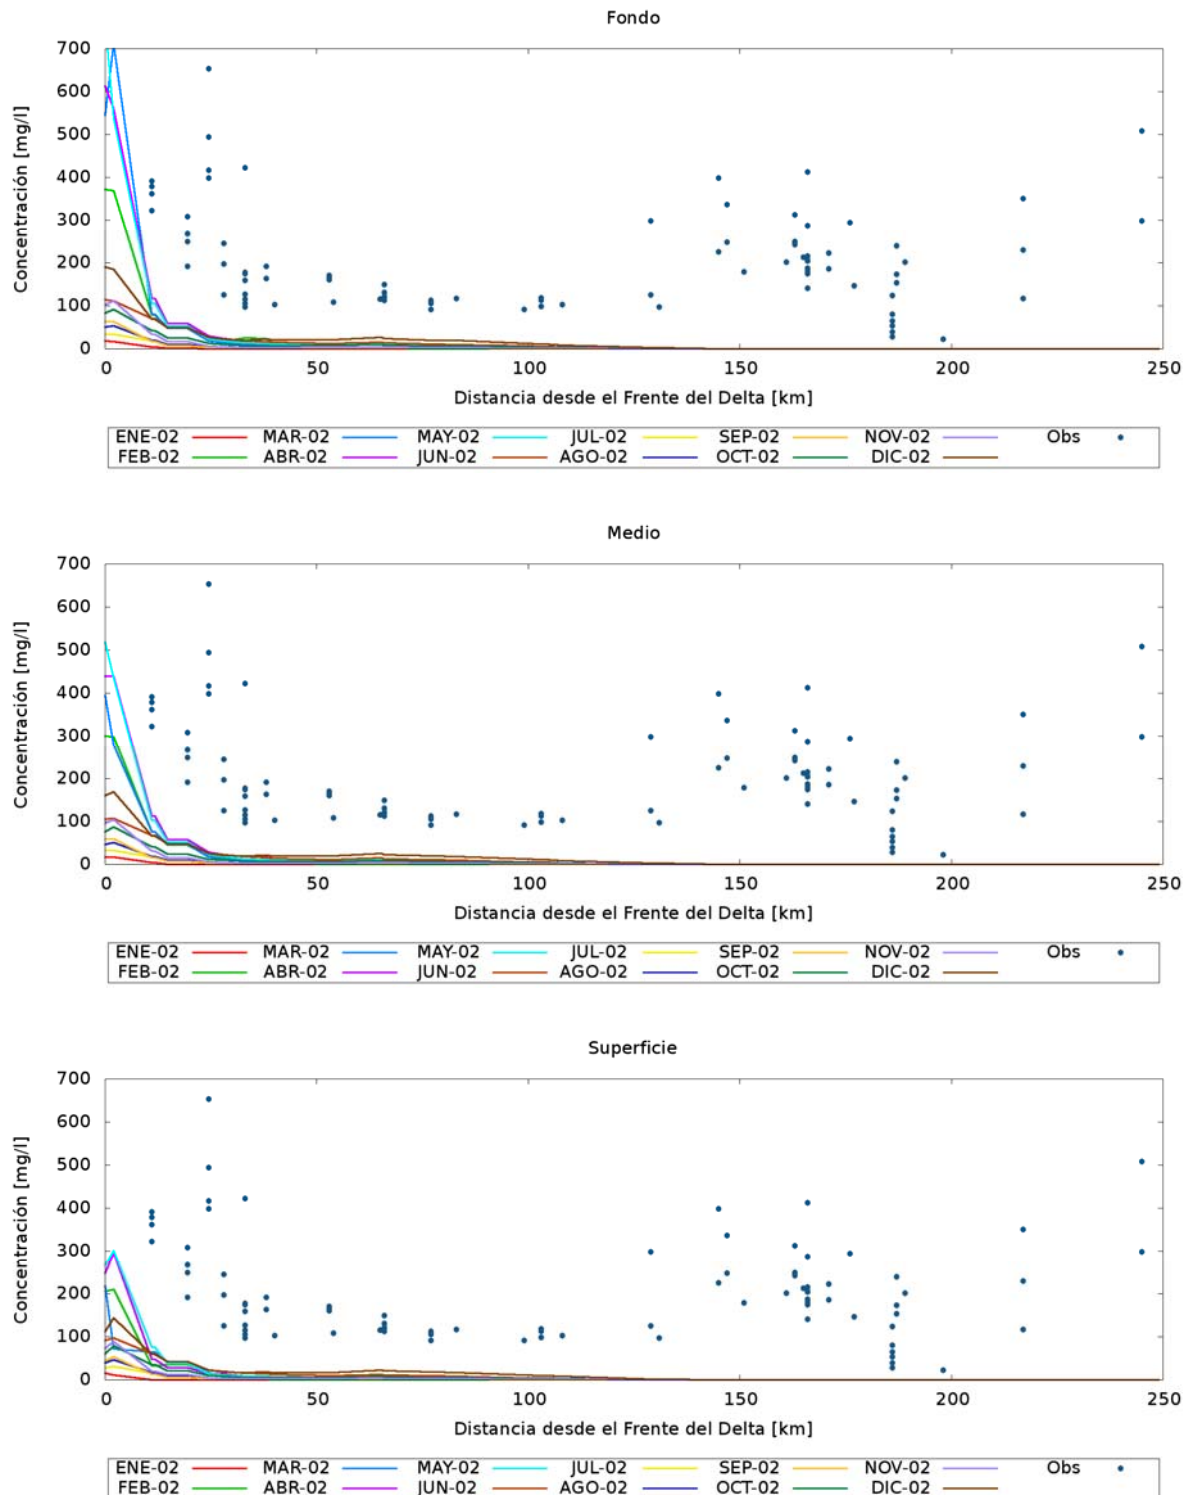 Fondo
700
600
500
400
300
200
100
0
Concentración [mg/l]
0 50 100 150 200 250
Distancia desde el Frente del Delta [km]
ENE-02 MAR-02 MAY-02 JUL-02 SEP-02 NOV-02 Obs
FEB-02 ABR-02 JUN-02 AGO-02 OCT-02 DIC-02
Medio
700
600
500
400
300
200
100
0
Concentración [mg/l]
0 50 100 150 200 250
Distancia desde el Frente del Delta [km]
ENE-02 MAR-02 MAY-02 JUL-02 SEP-02 NOV-02 Obs
FEB-02 ABR-02 JUN-02 AGO-02 OCT-02 DIC-02
Superficie
700
600
500
400
300
200
100
0
Concentración [mg/l]
0 50 100 150 200 250
Distancia desde el Frente del Delta [km]
ENE-02 MAR-02 MAY-02 JUL-02 SEP-02 NOV-02 Obs
FEB-02 ABR-02 JUN-02 AGO-02 OCT-02 DIC-02